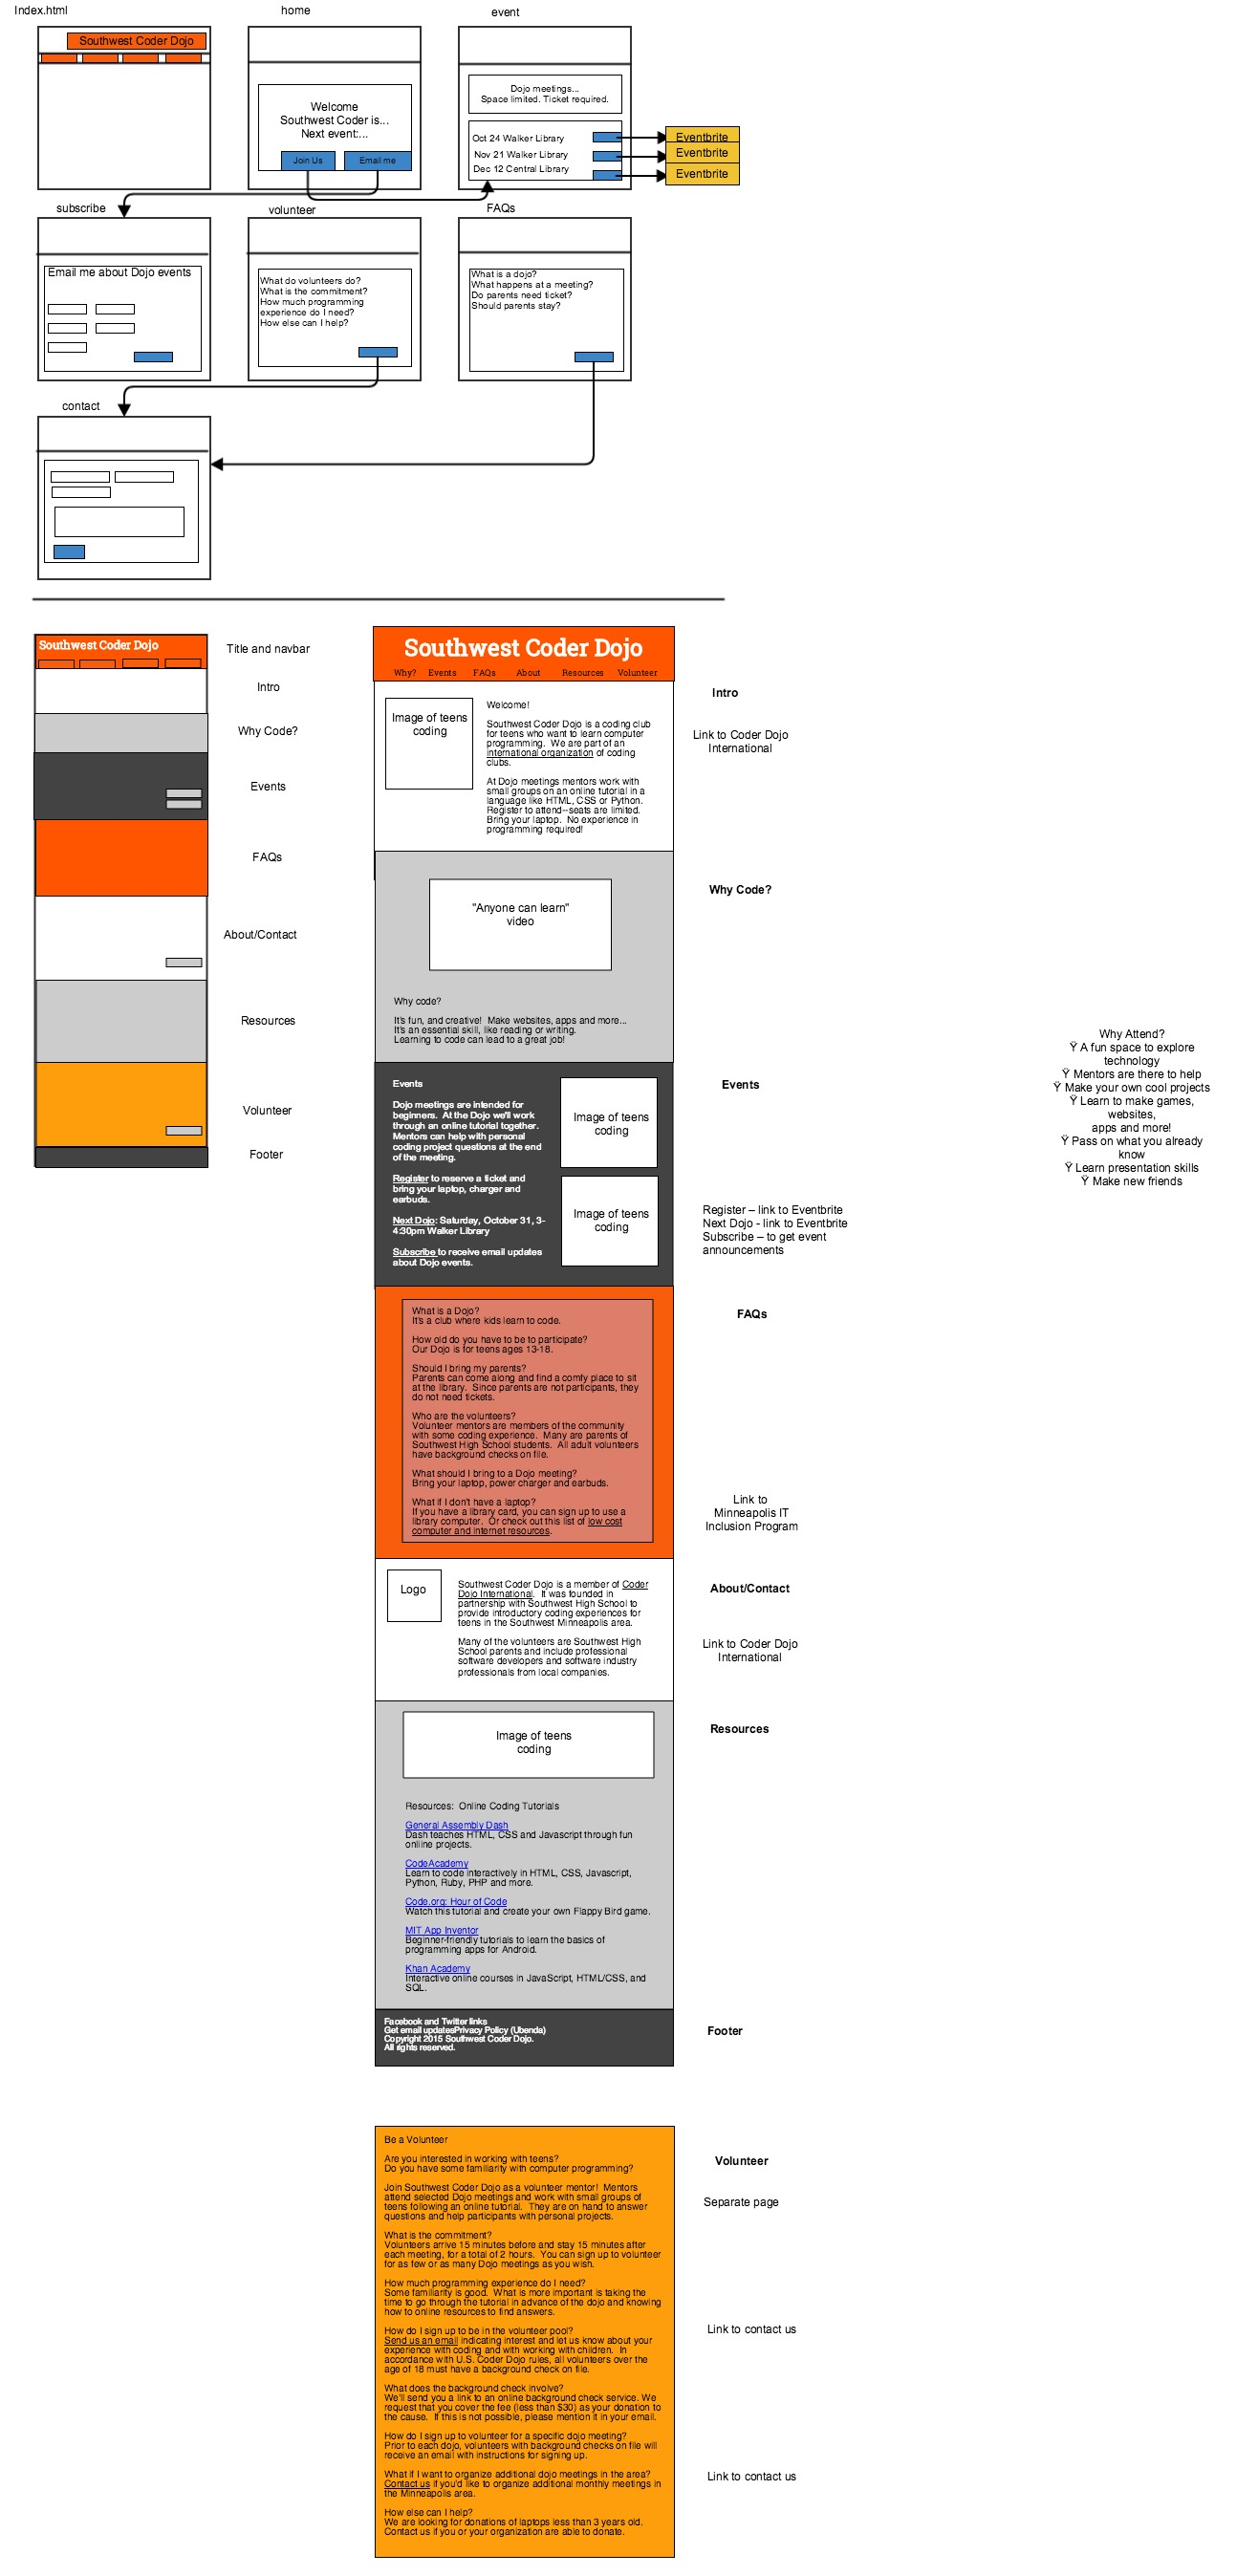 Index.html
home
event
Southwest Coder Dojo
Welcome
Southwest Coder is...
Next event:...
Join Us
Email me
Dojo meetings...
Space limited. Ticket required.
Oct 24 Walker Library
Nov 21 Walker Library
Dec 12 Central Library
Eventbrite
Eventbrite
Eventbrite
subscribe
volunteer
FAQs
Email me about Dojo events
What do volunteers do?
What is the commitment?
How much programming
experience do I need?
How else can I help?
What is a dojo?
What happens at a meeting?
Do parents need ticket?
Should parents stay?
contact
Southwest Coder Dojo
Title and navbar
Intro
Why Code?
Events
FAQs
About/Contact
Resources
Volunteer
Footer
Southwest Coder Dojo
Why? Events FAQs About Resources Volunteer
Image of teens
coding
Welcome!
Southwest Coder Dojo is a coding club
for teens who want to learn computer
programming. We are part of an
international organization of coding
clubs.
At Dojo meetings mentors work with
small groups on an online tutorial in a
language like HTML, CSS or Python.
Register to attend--seats are limited.
Bring your laptop. No experience in
programming required!
Intro
Link to Coder Dojo
International
"Anyone can learn"
video
Why code?
It's fun, and creative! Make websites, apps and more...
It's an essential skill, like reading or writing.
Learning to code can lead to a great job!
Why Code?
Why Attend?
Ÿ A fun space to explore
technology
Ÿ Mentors are there to help
Ÿ Make your own cool projects
Ÿ Learn to make games,
websites,
apps and more!
Ÿ Pass on what you already
know
Ÿ Learn presentation skills
Ÿ Make new friends
Events
Dojo meetings are intended for
beginners. At the Dojo we'll work
through an online tutorial together.
Mentors can help with personal
coding project questions at the end
of the meeting.
Register to reserve a ticket and
bring your laptop, charger and
earbuds.
Next Dojo: Saturday, October 31, 3-
4:30pm Walker Library
Subscribe to receive email updates
about Dojo events.
Image of teens
coding
Image of teens
coding
Events
Register – link to Eventbrite
Next Dojo - link to Eventbrite
Subscribe – to get event
announcements
What is a Dojo?
It's a club where kids learn to code.
How old do you have to be to participate?
Our Dojo is for teens ages 13-18.
Should I bring my parents?
Parents can come along and find a comfy place to sit
at the library. Since parents are not participants, they
do not need tickets.
Who are the volunteers?
Volunteer mentors are members of the community
with some coding experience. Many are parents of
Southwest High School students. All adult volunteers
have background checks on file.
What should I bring to a Dojo meeting?
Bring your laptop, power charger and earbuds.
What if I don't have a laptop?
If you have a library card, you can sign up to use a
library computer. Or check out this list of low cost
computer and internet resources.
FAQs
Link to
Minneapolis IT
Inclusion Program
Logo
Southwest Coder Dojo is a member of Coder
Dojo International. It was founded in
partnership with Southwest High School to
provide introductory coding experiences for
teens in the Southwest Minneapolis area.
Many of the volunteers are Southwest High
School parents and include professional
software developers and software industry
professionals from local companies.
About/Contact
Link to Coder Dojo
International
Image of teens
coding
Resources: Online Coding Tutorials
General Assembly Dash
Dash teaches HTML, CSS and Javascript through fun
online projects.
CodeAcademy
Learn to code interactively in HTML, CSS, Javascript,
Python, Ruby, PHP and more.
Code.org: Hour of Code
Watch this tutorial and create your own Flappy Bird game.
MIT App Inventor
Beginner-friendly tutorials to learn the basics of
programming apps for Android.
Khan Academy
Interactive online courses in JavaScript, HTML/CSS, and
SQL.
Resources
Facebook and Twitter links
Get email updatesPrivacy Policy (Ubenda)
Copyright 2015 Southwest Coder Dojo.
All rights reserved.
Footer
Be a Volunteer
Are you interested in working with teens?
Do you have some familiarity with computer programming?
Join Southwest Coder Dojo as a volunteer mentor! Mentors
attend selected Dojo meetings and work with small groups of
teens following an online tutorial. They are on hand to answer
questions and help participants with personal projects.
What is the commitment?
Volunteers arrive 15 minutes before and stay 15 minutes after
each meeting, for a total of 2 hours. You can sign up to volunteer
for as few or as many Dojo meetings as you wish.
How much programming experience do I need?
Some familiarity is good. What is more important is taking the
time to go through the tutorial in advance of the dojo and knowing
how to online resources to find answers.
How do I sign up to be in the volunteer pool?
Send us an email indicating interest and let us know about your
experience with coding and with working with children. In
accordance with U.S. Coder Dojo rules, all volunteers over the
age of 18 must have a background check on file.
What does the background check involve?
We'll send you a link to an online background check service. We
request that you cover the fee (less than $30) as your donation to
the cause. If this is not possible, please mention it in your email.
How do I sign up to volunteer for a specific dojo meeting?
Prior to each dojo, volunteers with background checks on file will
receive an email with instructions for signing up.
What if I want to organize additional dojo meetings in the area?
Contact us if you'd like to organize additional monthly meetings in
the Minneapolis area.
How else can I help?
We are looking for donations of laptops less than 3 years old.
Contact us if you or your organization are able to donate.
Volunteer
Separate page
Link to contact us
Link to contact us